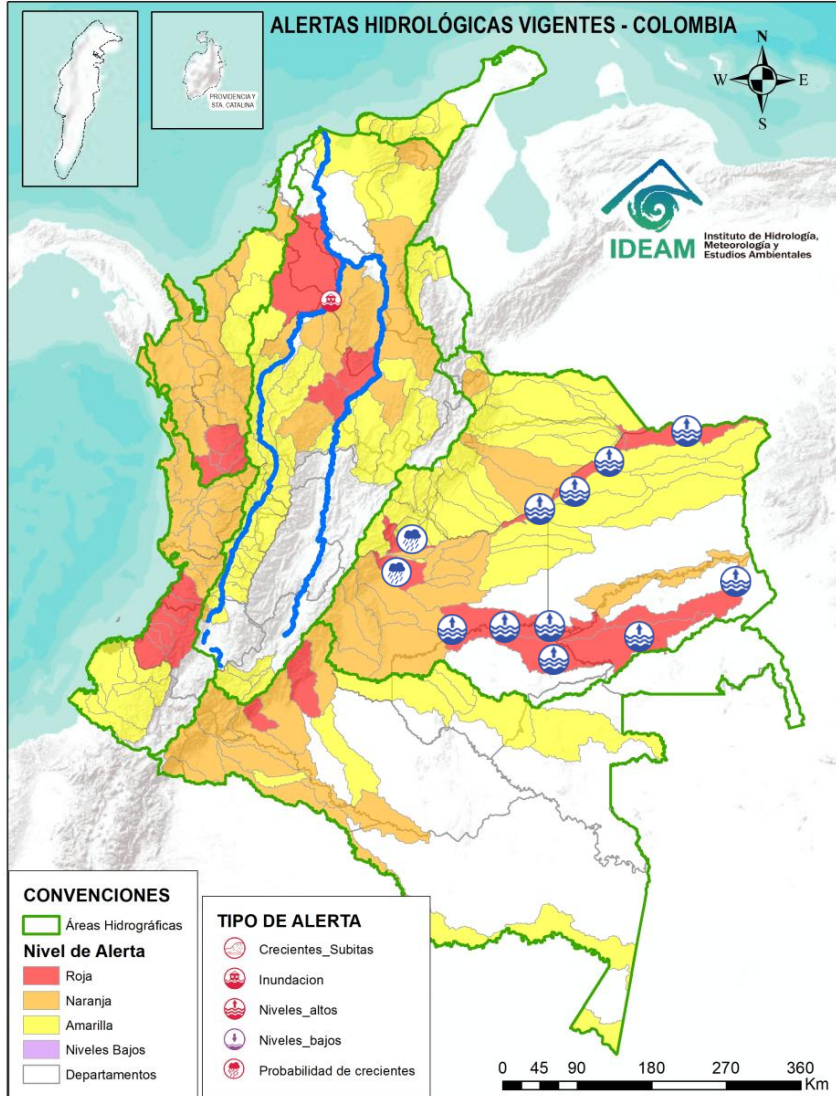 ALERTAS HIDROLÓGICAS VIGENTES - COLOMBIA
PROVIDENCIA Y
STA. CATALINA
N
W
E
S
IDEAM
Instituto de Hidrología,
Meteorología y
Estudios Ambientales
CONVENCIONES
Áreas Hidrográficas
Nivel de Alerta
Roja
Naranja
Amarilla
Niveles Bajos
Departamentos
TIPO DE ALERTA
Crecientes_Subitas
Inundacion
Niveles_altos
Niveles_bajos
Probabilidad de crecientes
0 45 90 180 270 360
Km